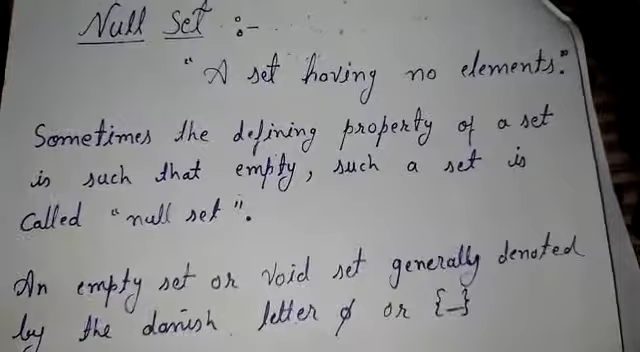 Null Set :-
"A set having no elements."
Sometimes the defining property of a set
is such that empty, such a set is
Called "null set".
An empty set or Void set generally denoted
by the danish letter ϕ or {_}